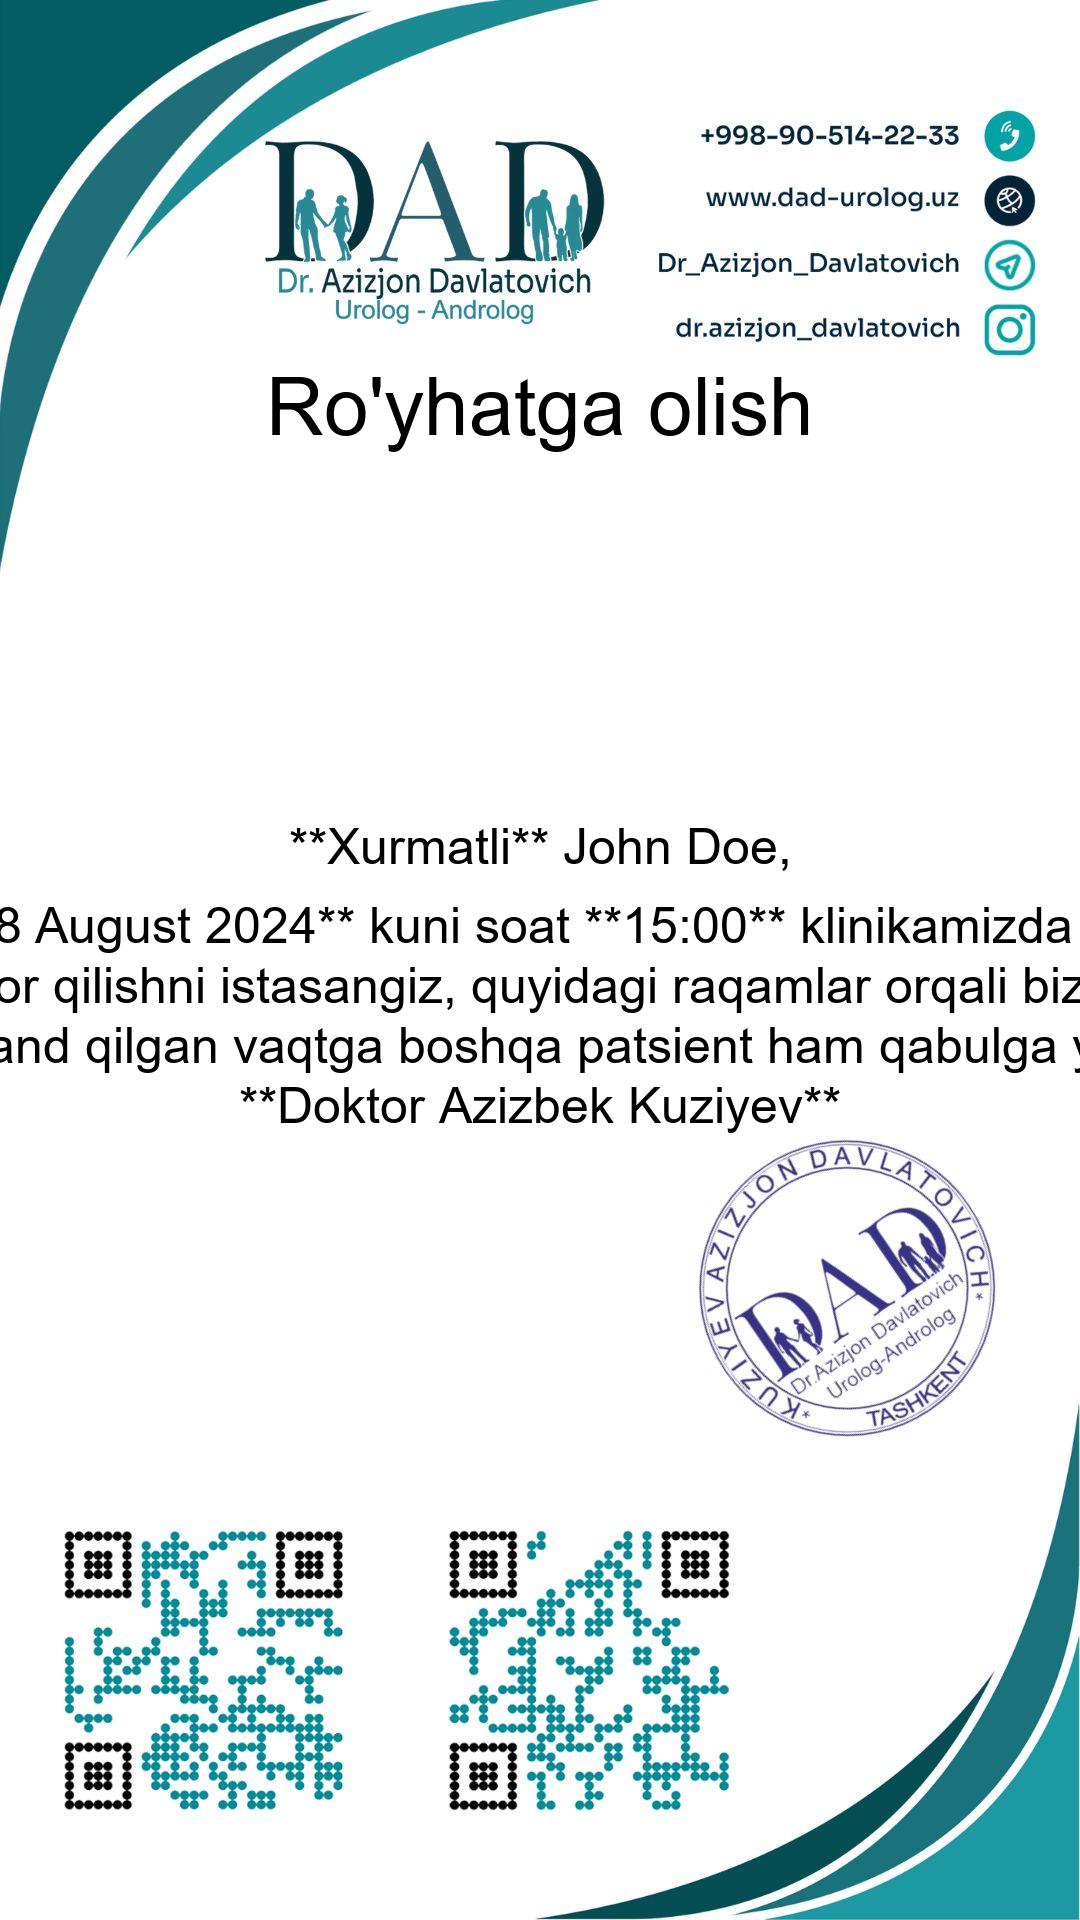 +998-90-514-22-33
www.dad-urolog.uz
Dr_Azizjon_Davlatovich
dr.azizjon_davlatovich
DAD
Dr. Azizjon Davlatovich
Urolog - Androlog
Ro'yhatga olish
**Xurmatli** John Doe,
8 August 2024** kuni soat **15:00** klinikamizda
or qilishni istasangiz, quyidagi raqamlar orqali biz
and qilgan vaqtga boshqa patsient ham qabulga y
**Doktor Azizbek Kuziyev**
*KUZIYEV AZIZJON DAVLATOVICH*
DAD
Dr.Azizjon Davlatovich
Urolog-Androlog
TASHKENT